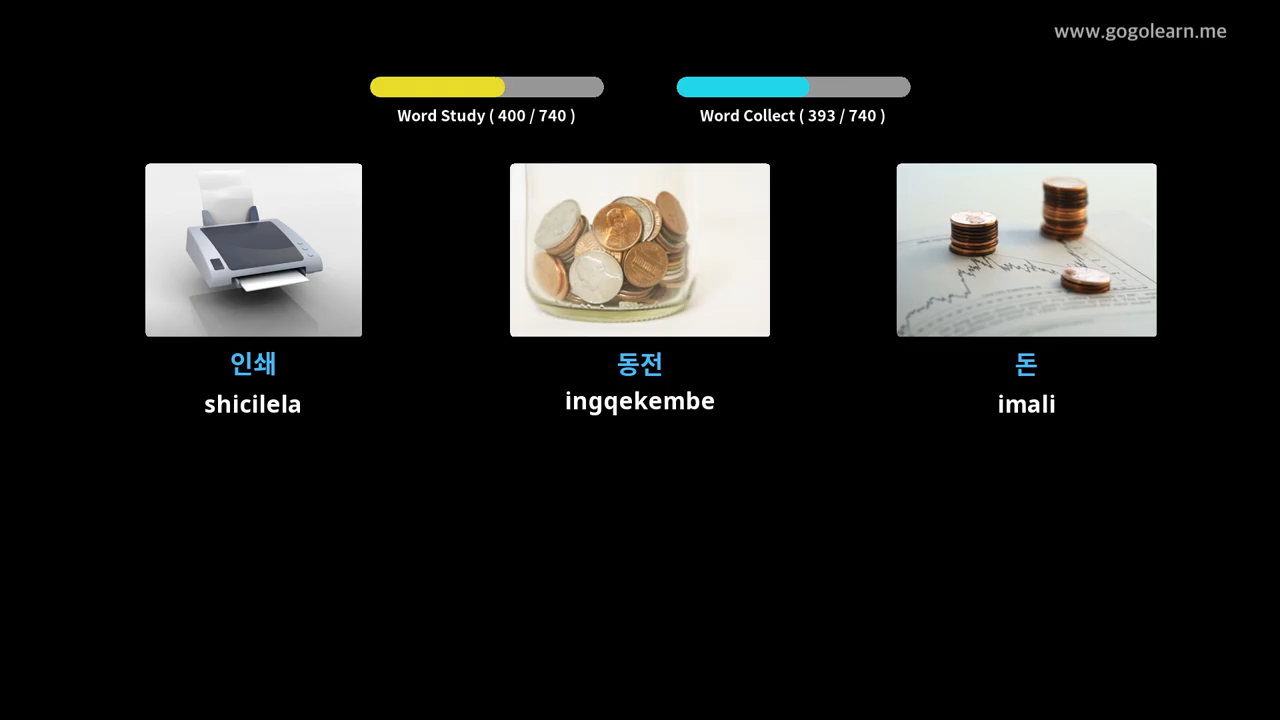 www.gogolearn.me
Word Study ( 400 / 740 )
Word Collect ( 393 / 740 )
인쇄
동전
돈
shicilela
ingqekembe
imali